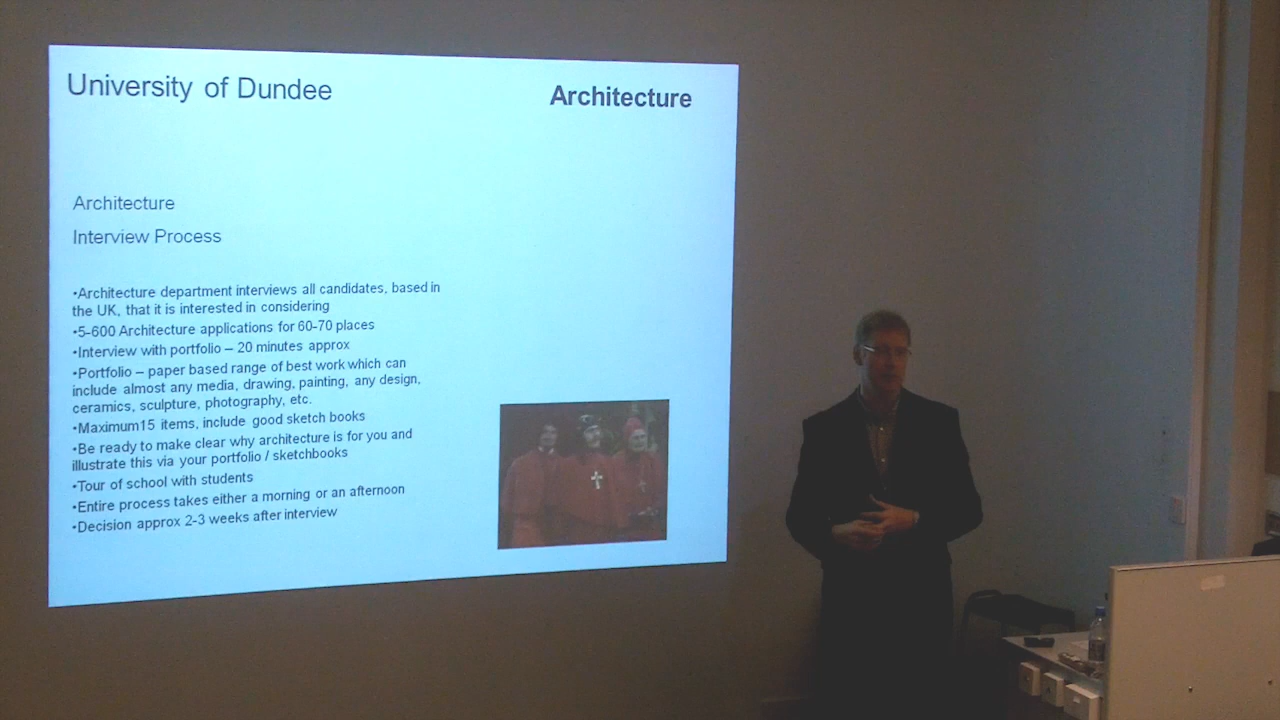 University of Dundee
Architecture
Architecture
Interview Process
•Architecture department interviews all candidates, based in
the UK, that it is interested in considering
•5-600 Architecture applications for 60-70 places
•Interview with portfolio – 20 minutes approx
•Portfolio – paper based range of best work which can
include almost any media, drawing, painting, any design,
ceramics, sculpture, photography, etc.
•Maximum15 items, include good sketch books
•Be ready to make clear why architecture is for you and
illustrate this via your portfolio / sketchbooks
•Tour of school with students
•Entire process takes either a morning or an afternoon
•Decision approx 2-3 weeks after interview